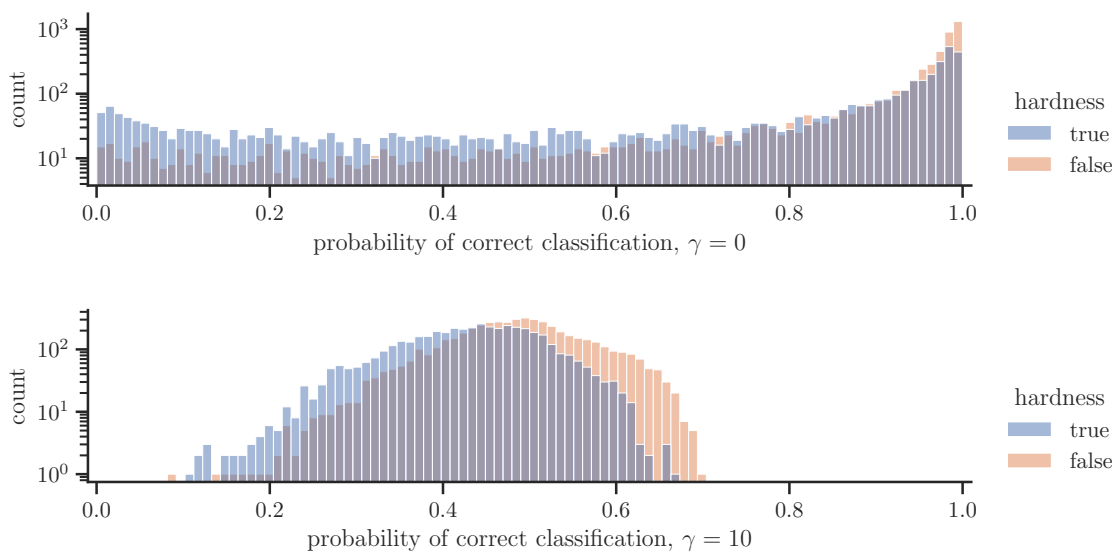 10³
10²
10¹
count
0.0 0.2 0.4 0.6 0.8 1.0
probability of correct classification, γ = 0
hardness
true
false
10²
10¹
10⁰
count
0.0 0.2 0.4 0.6 0.8 1.0
probability of correct classification, γ = 10
hardness
true
false